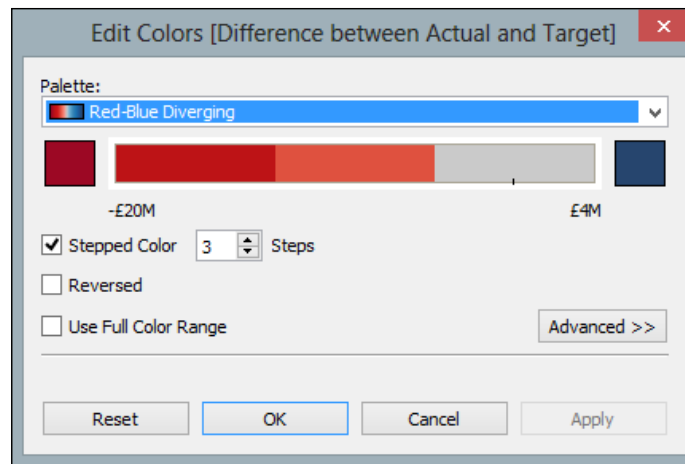 Edit Colors [Difference between Actual and Target]
Palette:
Red-Blue Diverging
-£20M £4M
Stepped Color 3 Steps
Reversed
Use Full Color Range Advanced >>
Reset OK Cancel Apply